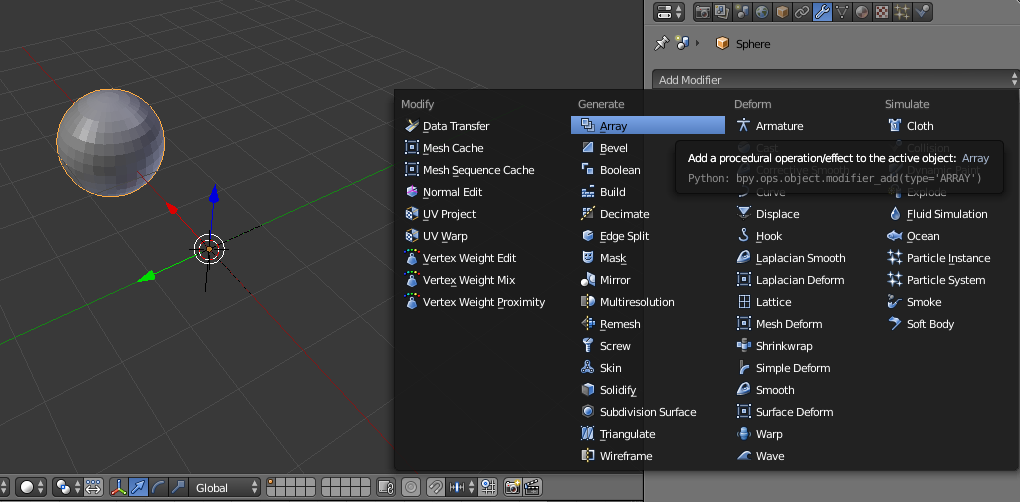 Sphere
Add Modifier
Modify
Data Transfer
Mesh Cache
Mesh Sequence Cache
Normal Edit
UV Project
UV Warp
Vertex Weight Edit
Vertex Weight Mix
Vertex Weight Proximity
Generate
Array
Bevel
Boolean
Build
Decimate
Edge Split
Mask
Mirror
Multiresolution
Remesh
Screw
Skin
Solidify
Subdivision Surface
Triangulate
Wireframe
Deform
Armature
Cast
Corrective Smooth
Curve
Displace
Hook
Laplacian Smooth
Laplacian Deform
Lattice
Mesh Deform
Shrinkwrap
Simple Deform
Smooth
Surface Deform
Warp
Wave
Simulate
Cloth
Collision
Explode
Fluid Simulation
Ocean
Particle Instance
Particle System
Smoke
Soft Body
Add a procedural operation/effect to the active object: Array
Python: bpy.ops.object.modifier_add(type='ARRAY')
Global